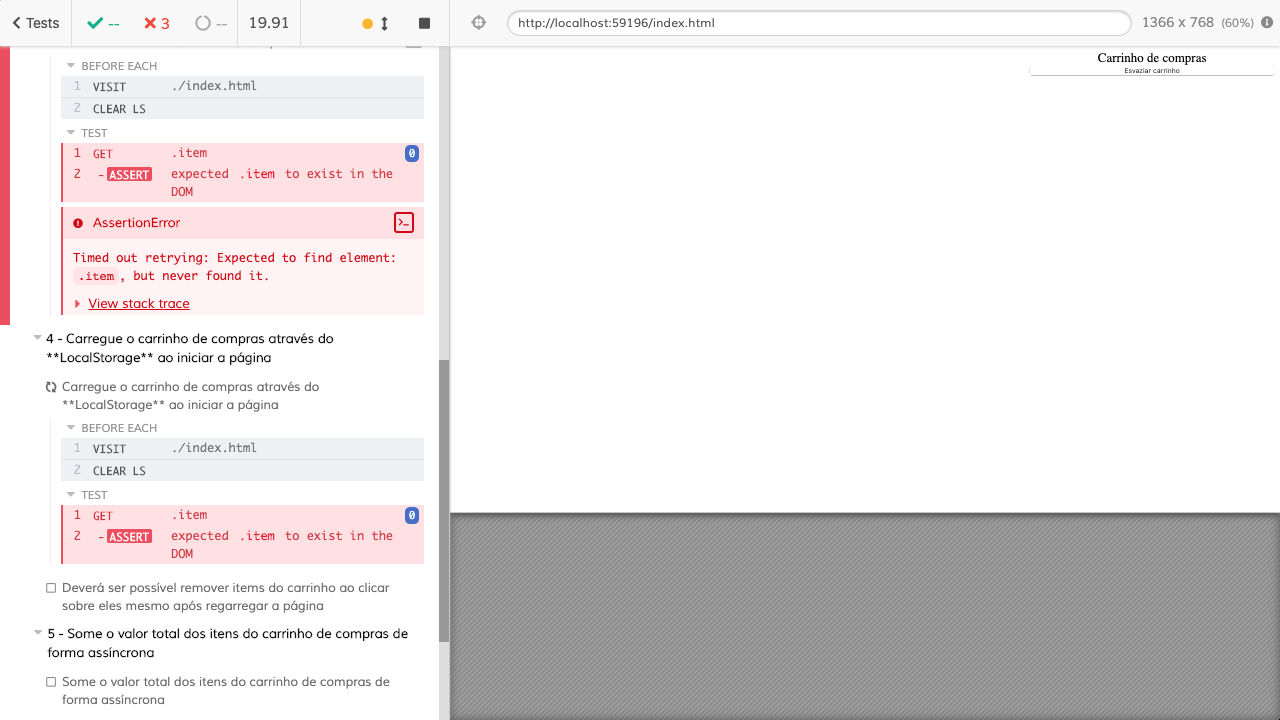 Tests
--
3
--
19.91
http://localhost:59196/index.html
1366 x 768 (60%)
BEFORE EACH
1 VISIT ./index.html
2 CLEAR LS
TEST
1 GET .item 0
2 -ASSERT expected .item to exist in the
DOM
AssertionError
Timed out retrying: Expected to find element:
.item, but never found it.
View stack trace
4 - Carregue o carrinho de compras através do
**LocalStorage** ao iniciar a página
Carregue o carrinho de compras através do
**LocalStorage** ao iniciar a página
BEFORE EACH
1 VISIT ./index.html
2 CLEAR LS
TEST
1 GET .item 0
2 -ASSERT expected .item to exist in the
DOM
Deverá ser possível remover items do carrinho ao clicar
sobre eles mesmo após regarregar a página
5 - Some o valor total dos itens do carrinho de compras de
forma assíncrona
Some o valor total dos itens do carrinho de compras de
forma assíncrona
Carrinho de compras
Esvaziar carrinho